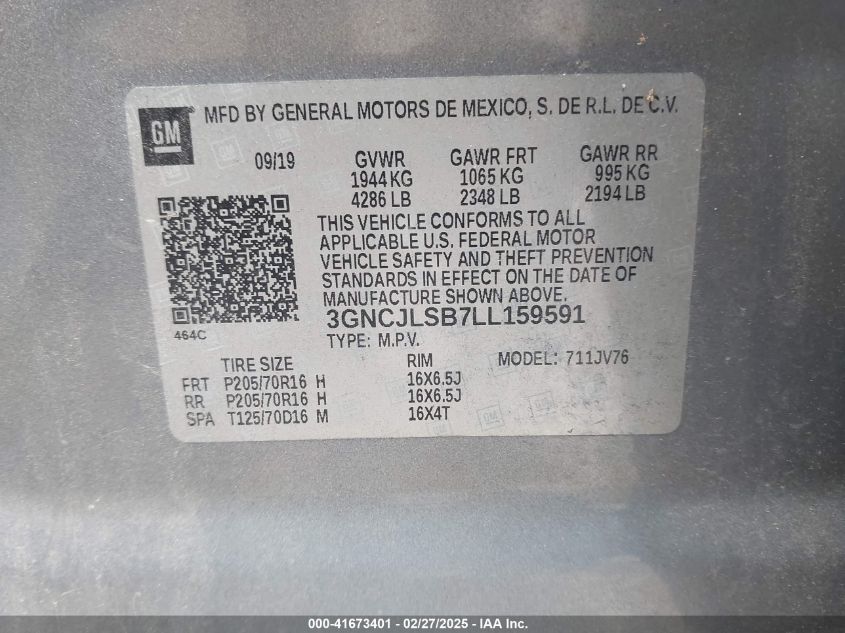 GM
MFD BY GENERAL MOTORS DE MEXICO, S. DE R.L. DE C.V.
09/19 GVWR GAWR FRT GAWR RR
1944 KG 1065 KG 995 KG
4286 LB 2348 LB 2194 LB
THIS VEHICLE CONFORMS TO ALL
APPLICABLE U.S. FEDERAL MOTOR
VEHICLE SAFETY AND THEFT PREVENTION
STANDARDS IN EFFECT ON THE DATE OF
MANUFACTURE SHOWN ABOVE.
464C
3GNCJLSB7LL159591
TYPE: M.P.V.
TIRE SIZE RIM MODEL: 711JV76
FRT P205/70R16 H 16X6.5J
RR P205/70R16 H 16X6.5J
SPA T125/70D16 M 16X4T
000-41673401 - 02/27/2025 - IAA, Inc.